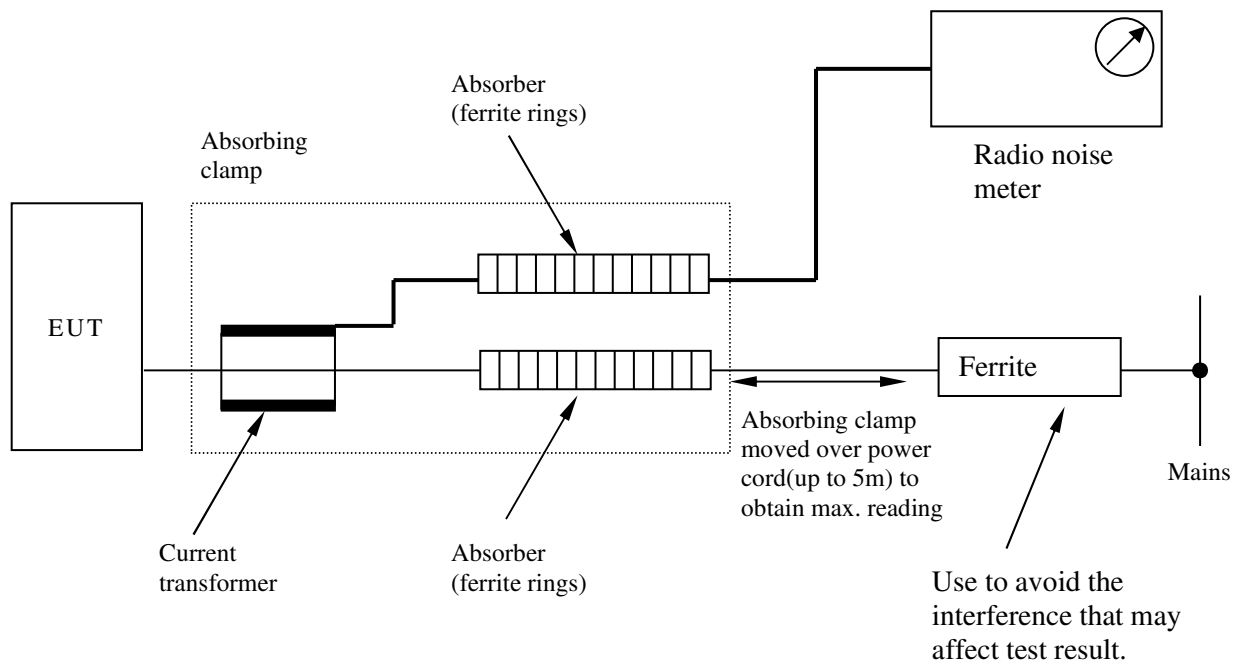 Absorber
(ferrite rings)
Absorbing
clamp
Radio noise
meter
EUT
Ferrite
Absorbing clamp
moved over power
cord(up to 5m) to
obtain max. reading
Mains
Current
transformer
Absorber
(ferrite rings)
Use to avoid the
interference that may
affect test result.